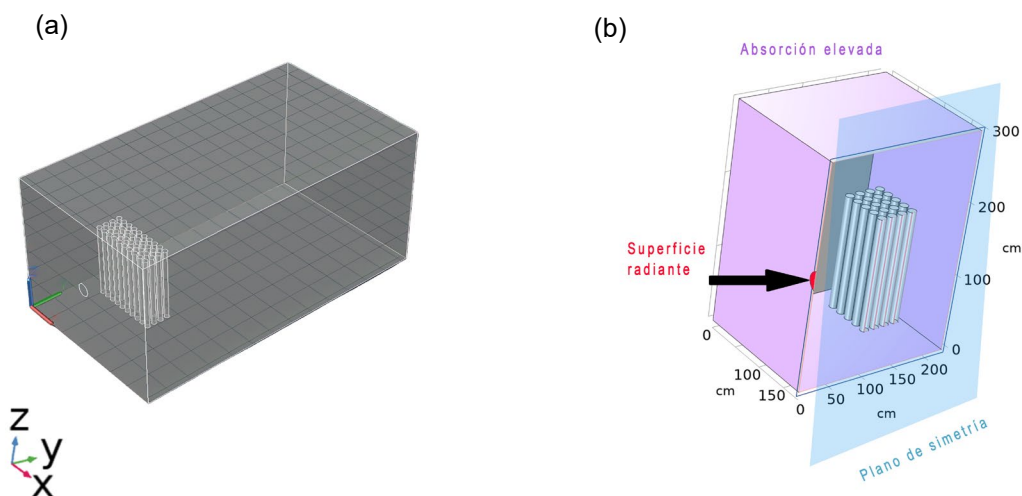 (a)
(b)
Absorción elevada
300
200
cm
100
0
Superficie
radiante
0
100
cm
150
0
50
100
150
200
cm
Plano de simetría
z
y
x